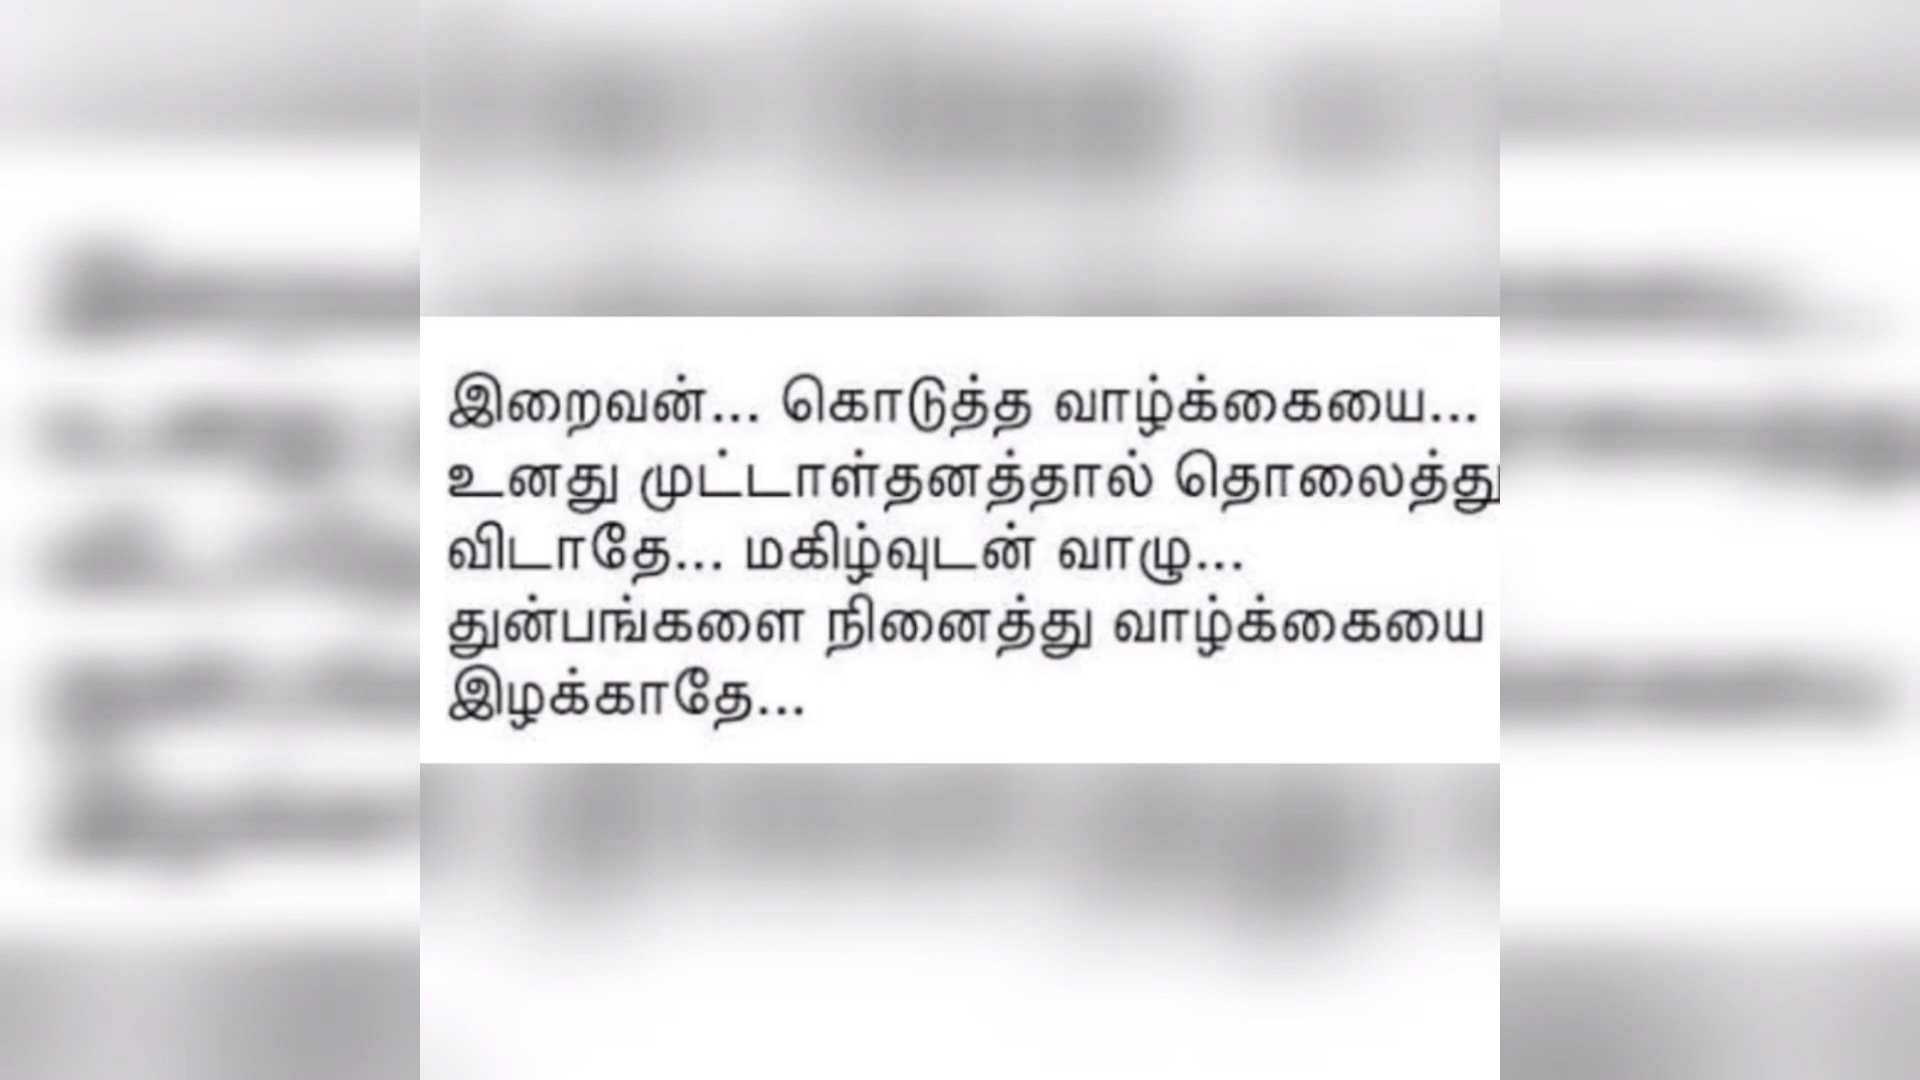 இறைவன்... கொடுத்த வாழ்க்கையை...
உனது முட்டாள்தனத்தால் தொலைத்து
விடாதே... மகிழ்வுடன் வாழு...
துன்பங்களை நினைத்து வாழ்க்கையை
இழக்காதே...